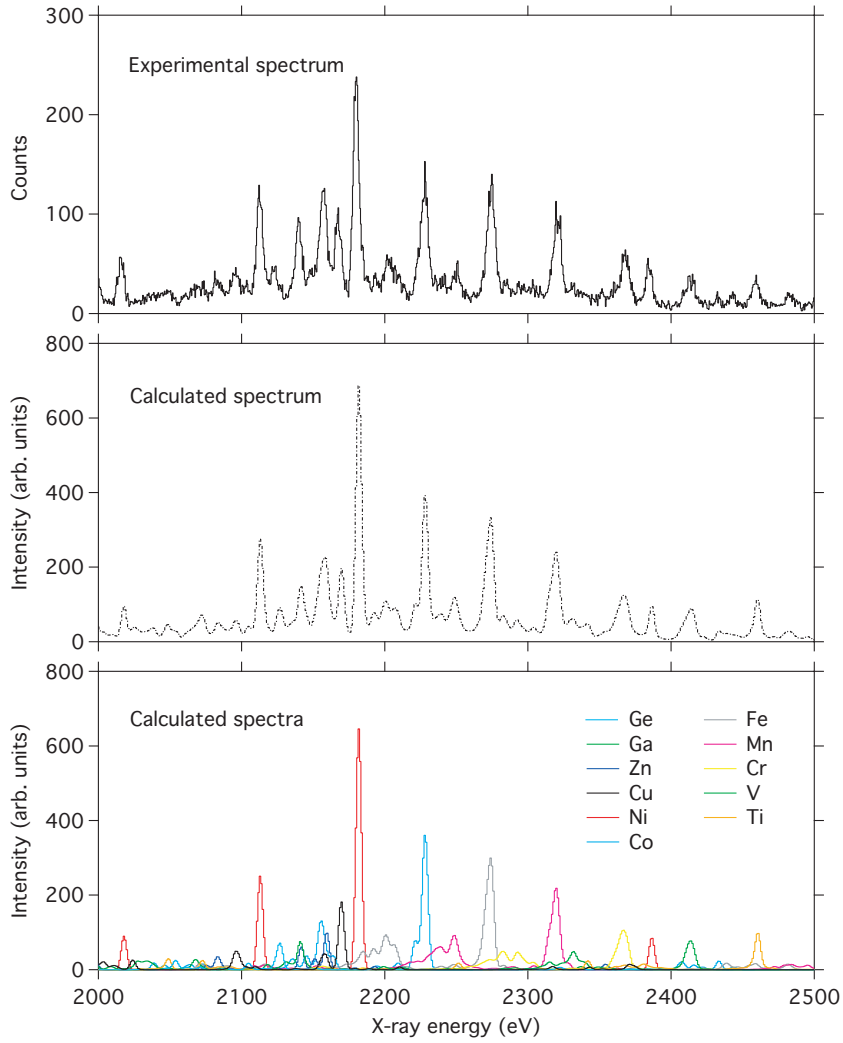 300
Experimental spectrum
200
Counts
100
0
800
Calculated spectrum
600
Intensity (arb. units)
400
200
0
800
Calculated spectra
Ge
Fe
Ga
Mn
600
Zn
Cr
Cu
V
Ni
Ti
Co
Intensity (arb. units)
400
200
0
2000
2100
2200
2300
2400
2500
X-ray energy (eV)